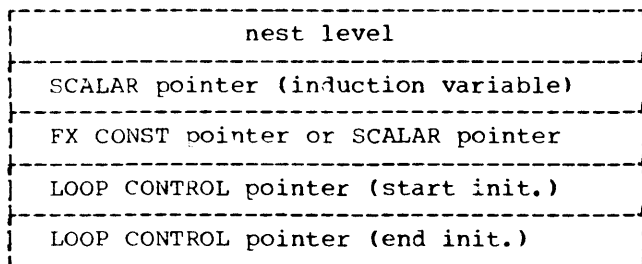 nest level
SCALAR pointer (induction variable)
FX CONST pointer or SCALAR pointer
LOOP CONTROL pointer (start init.)
LOOP CONTROL pointer (end init.)